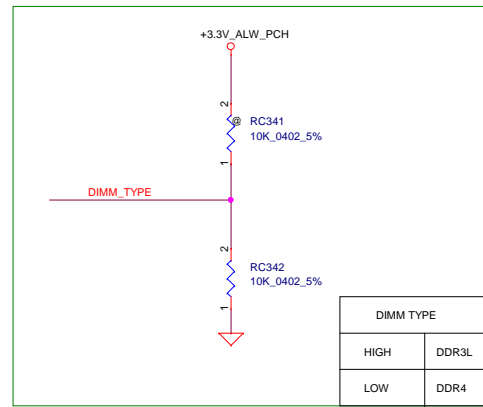 +3.3V_ALW_PCH
2
@ RC341
10K_0402_5%
1
DIMM_TYPE
2
RC342
10K_0402_5%
1
DIMM TYPE
HIGH DDR3L
LOW DDR4